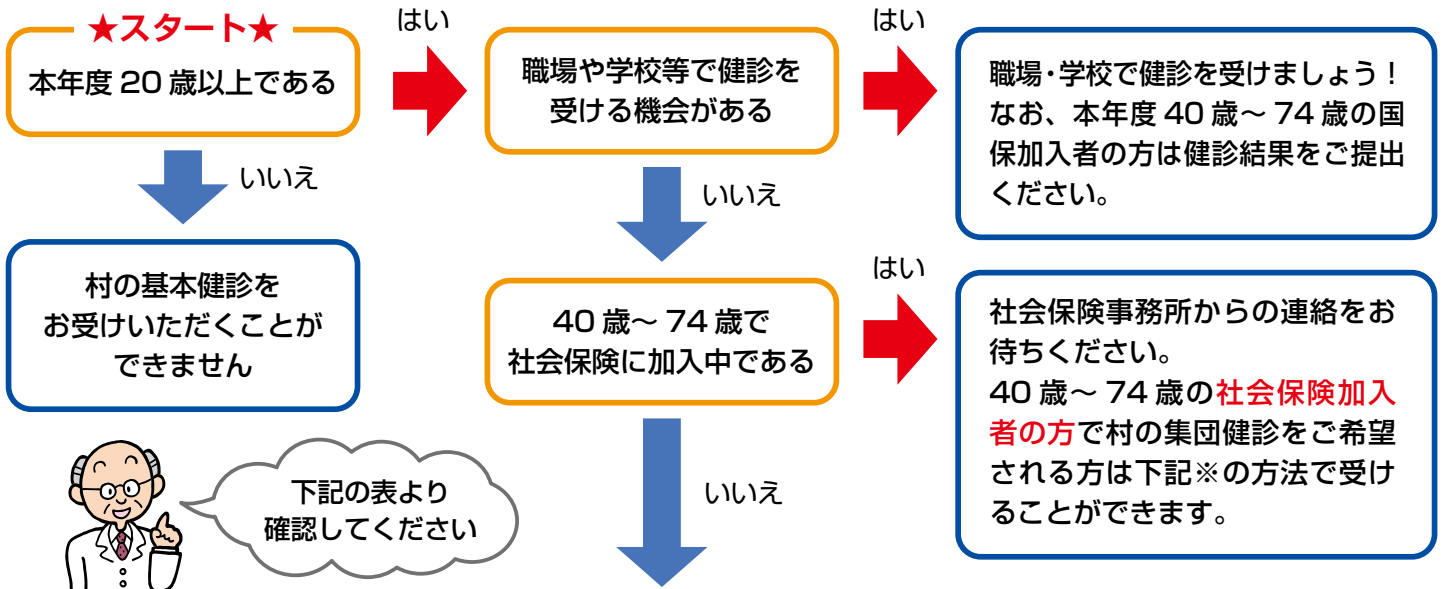 ★スタート★
本年度 20 歳以上である
はい
職場や学校等で健診を
受ける機会がある
はい
職場・学校で健診を受けましょう！
なお、本年度 40 歳～ 74 歳の国
保加入者の方は健診結果をご提出
ください。
いいえ
村の基本健診を
お受けいただくことが
できません
いいえ
40 歳～ 74 歳で
社会保険に加入中である
はい
社会保険事務所からの連絡をお
待ちください。
40 歳～ 74 歳の社会保険加入
者の方で村の集団健診をご希望
される方は下記※の方法で受け
ることができます。
いいえ
下記の表より
確認してください